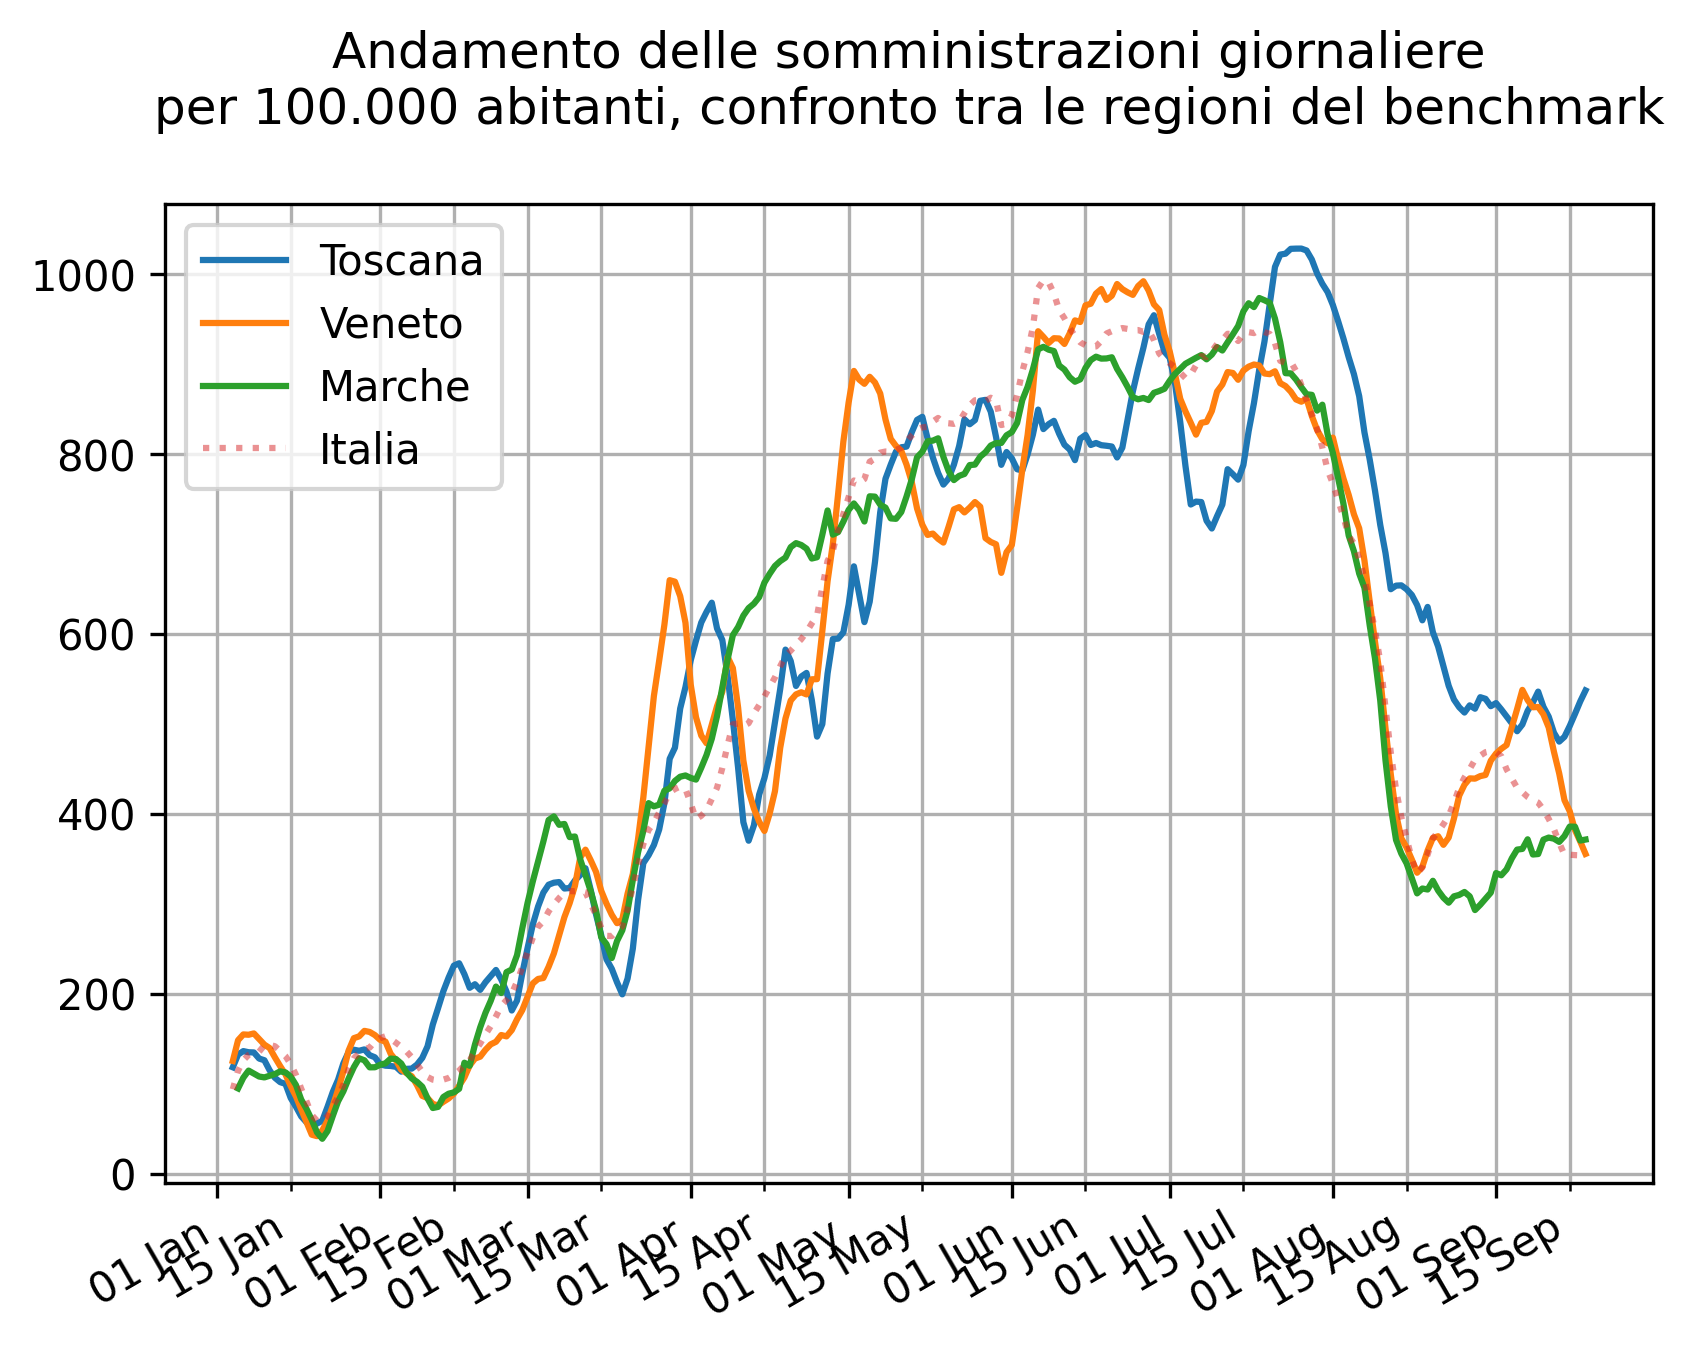 Andamento delle somministrazioni giornaliere
per 100.000 abitanti, confronto tra le regioni del benchmark
Toscana
Veneto
Marche
Italia
1000
800
600
400
200
0
01 Jan
15 Jan
01 Feb
15 Feb
01 Mar
15 Mar
01 Apr
15 Apr
01 May
15 May
01 Jun
15 Jun
01 Jul
15 Jul
01 Aug
15 Aug
01 Sep
15 Sep